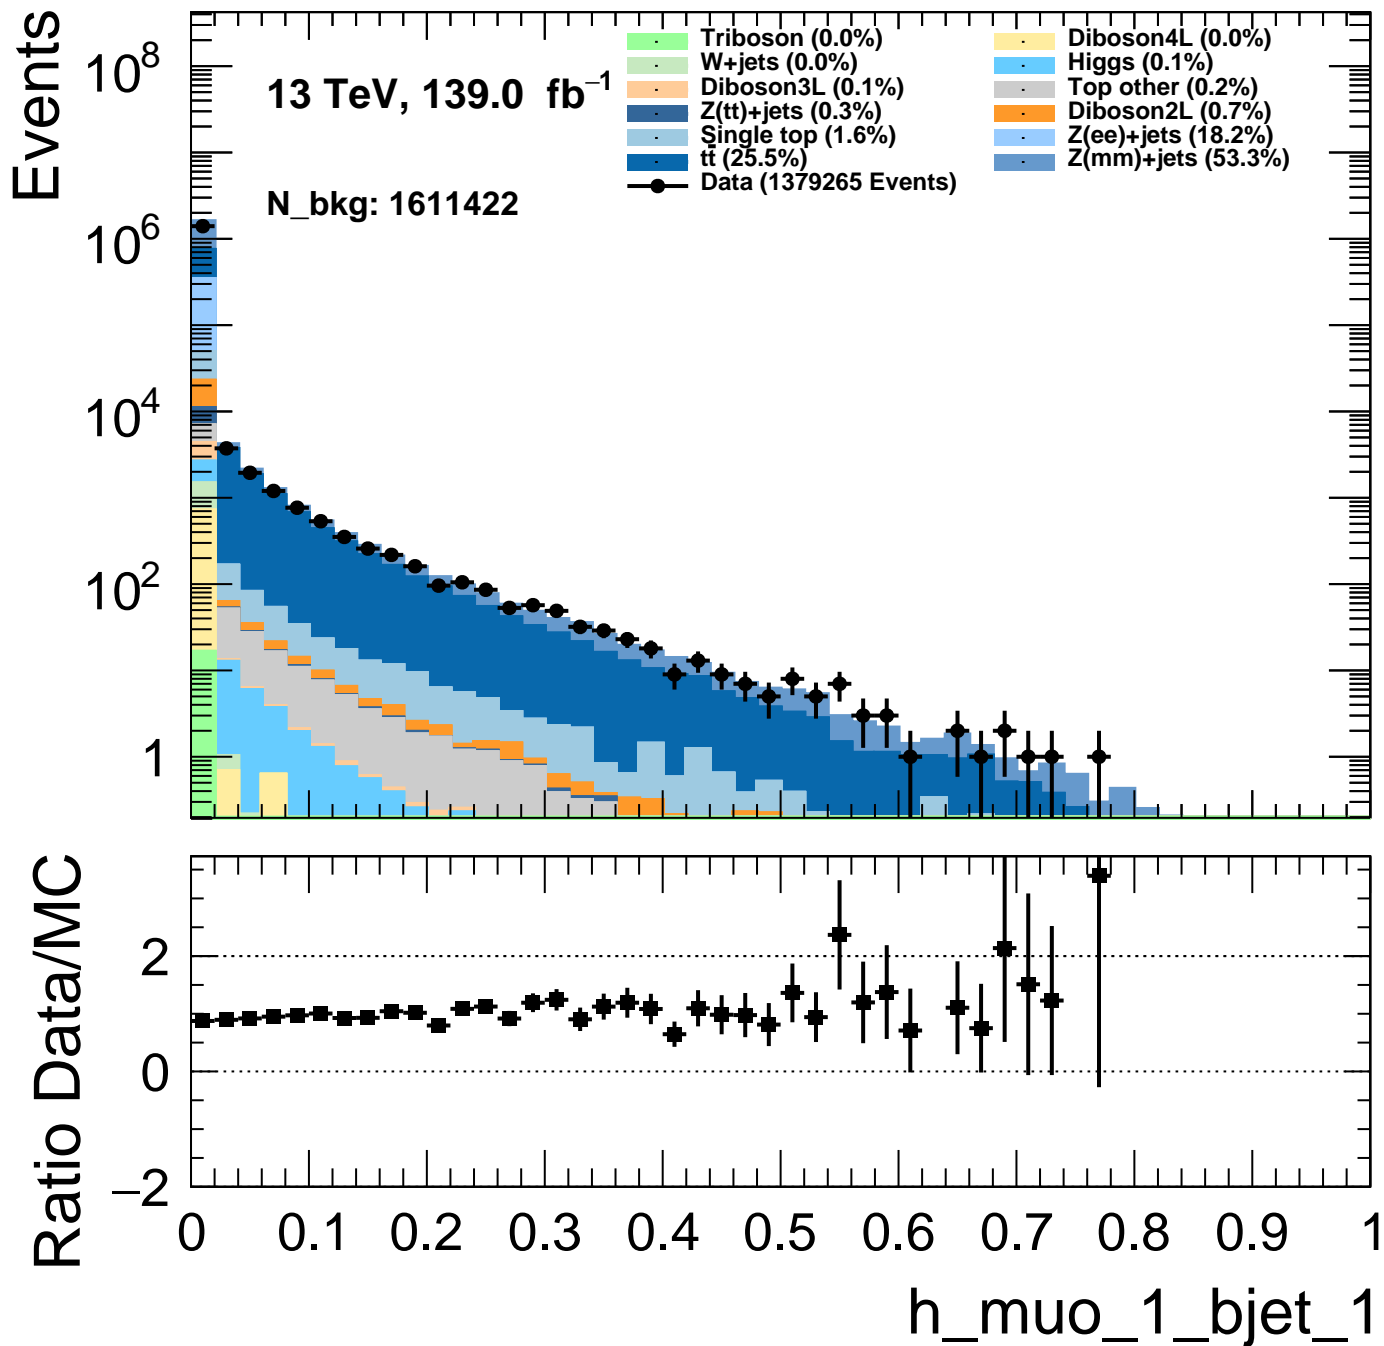 Events
10⁸
10⁶
10⁴
10²
1
13 TeV, 139.0 fb⁻¹
N_bkg: 1611422
Triboson (0.0%)
W+jets (0.0%)
Diboson3L (0.1%)
Z(tt)+jets (0.3%)
Single top (1.6%)
tt̄ (25.5%)
Data (1379265 Events)
Diboson4L (0.0%)
Higgs (0.1%)
Top other (0.2%)
Diboson2L (0.7%)
Z(ee)+jets (18.2%)
Z(mm)+jets (53.3%)
Ratio Data/MC
2
0
−2
0 0.1 0.2 0.3 0.4 0.5 0.6 0.7 0.8 0.9 1
h_muo_1_bjet_1